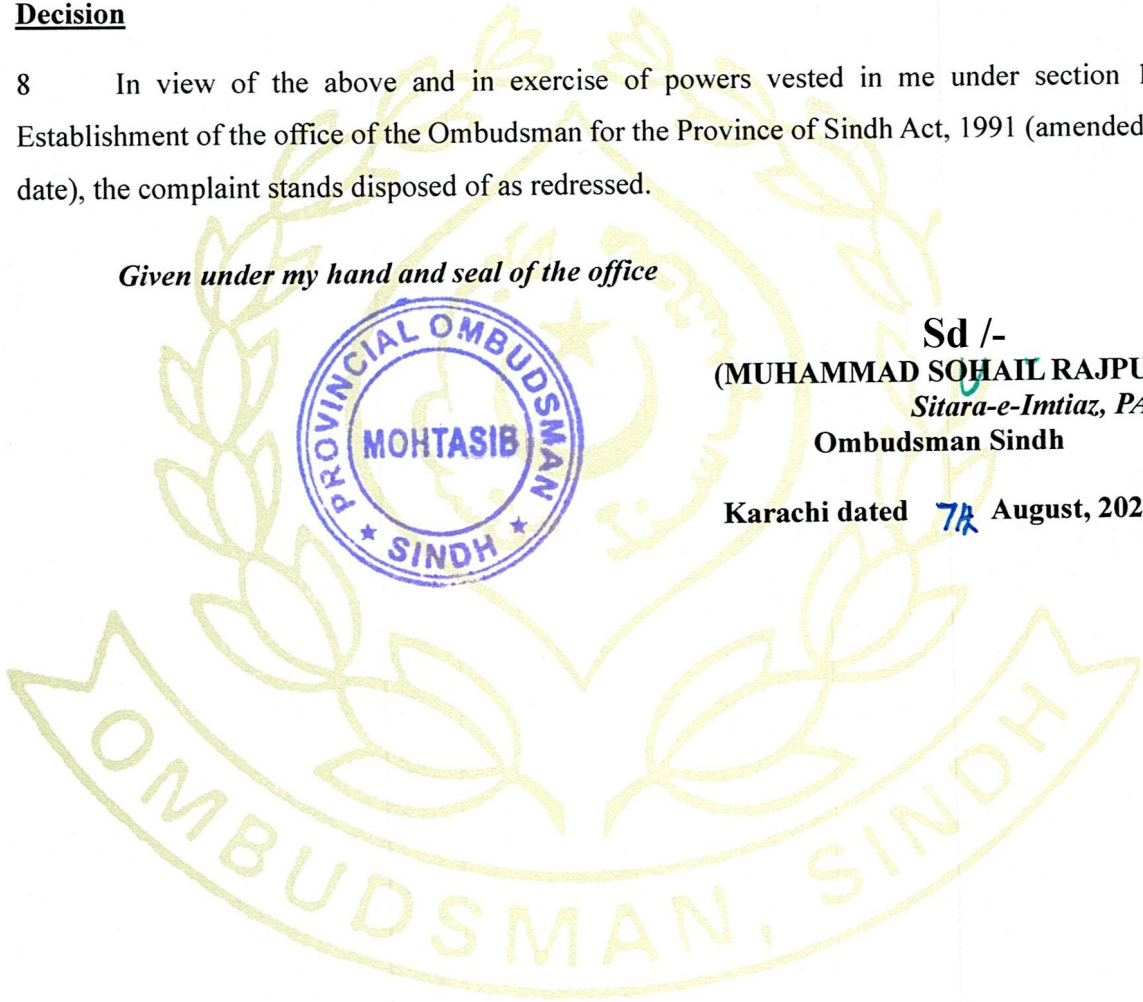 Decision
8 In view of the above and in exercise of powers vested in me under section 1
Establishment of the office of the Ombudsman for the Province of Sindh Act, 1991 (amended
date), the complaint stands disposed of as redressed.
Given under my hand and seal of the office
PROVINCIAL OMBUDSMAN
MOHTASIB
★ SINDH ★
Sd /-
(MUHAMMAD SOHAIL RAJPU
Sitara-e-Imtiaz, PA
Ombudsman Sindh
Karachi dated 7th August, 202
OMBUDSMAN, SINDH